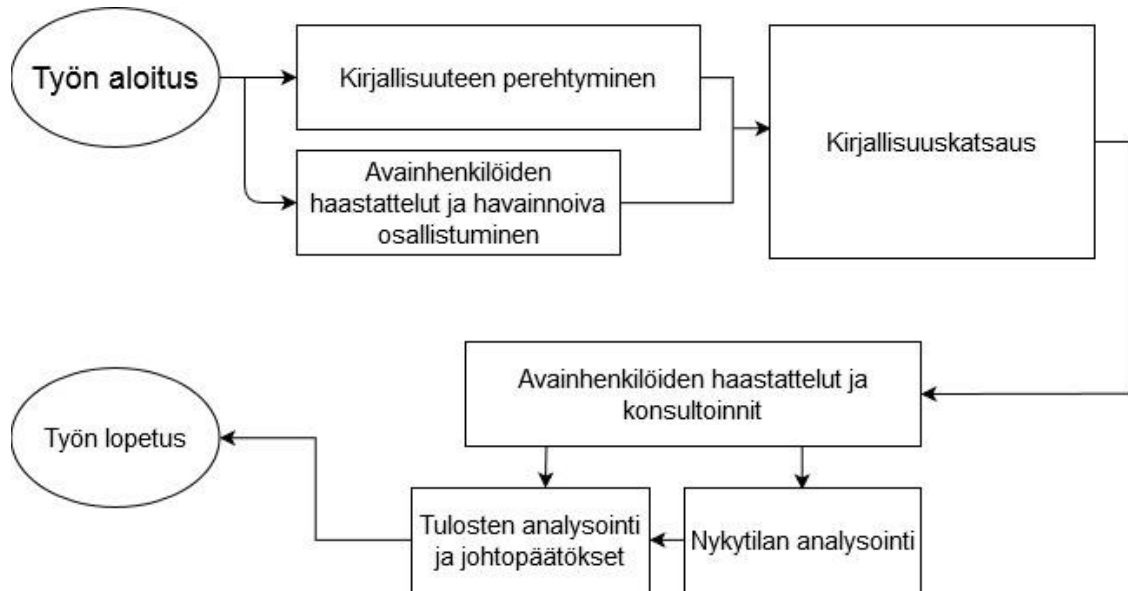 Työn aloitus
Kirjallisuuteen perehtyminen
Avainhenkilöiden
haastattelut ja havainnoiva
osallistuminen
Kirjallisuuskatsaus
Avainhenkilöiden haastattelut ja
konsultoinnit
Työn lopetus
Tulosten analysointi
ja johtopäätökset
Nykytilan analysointi